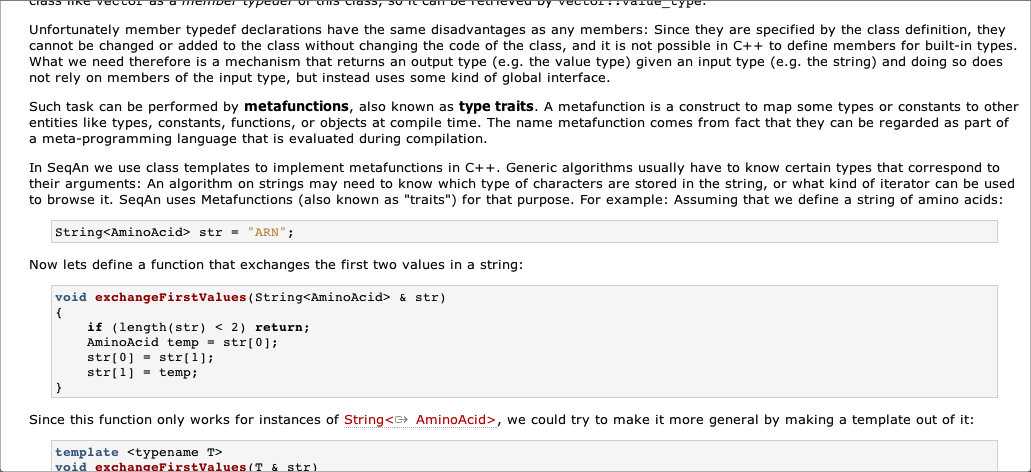 class like vector as a member typedef of this class, so it can be retrieved by vector::value_type.
Unfortunately member typedef declarations have the same disadvantages as any members: Since they are specified by the class definition, they
cannot be changed or added to the class without changing the code of the class, and it is not possible in C++ to define members for built-in types.
What we need therefore is a mechanism that returns an output type (e.g. the value type) given an input type (e.g. the string) and doing so does
not rely on members of the input type, but instead uses some kind of global interface.
Such task can be performed by metafunctions, also known as type traits. A metafunction is a construct to map some types or constants to other
entities like types, constants, functions, or objects at compile time. The name metafunction comes from fact that they can be regarded as part of
a meta-programming language that is evaluated during compilation.
In SeqAn we use class templates to implement metafunctions in C++. Generic algorithms usually have to know certain types that correspond to
their arguments: An algorithm on strings may need to know which type of characters are stored in the string, or what kind of iterator can be used
to browse it. SeqAn uses Metafunctions (also known as "traits") for that purpose. For example: Assuming that we define a string of amino acids:
String<AminoAcid> str = "ARN";
Now lets define a function that exchanges the first two values in a string:
void exchangeFirstValues(String<AminoAcid> & str)
{
    if (length(str) < 2) return;
    AminoAcid temp = str[0];
    str[0] = str[1];
    str[1] = temp;
}
Since this function only works for instances of String< AminoAcid>, we could try to make it more general by making a template out of it:
template <typename T>
void exchangeFirstValues(T & str)